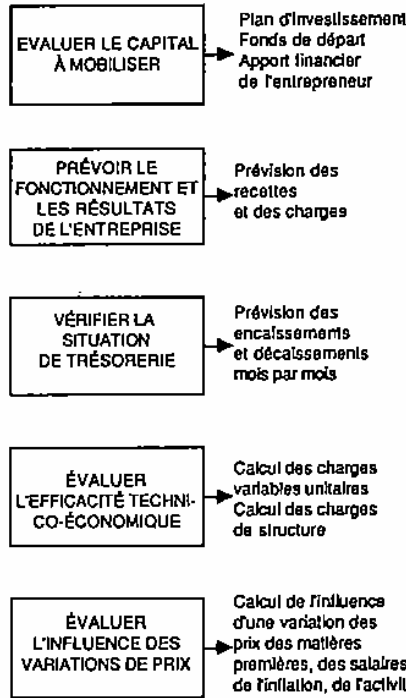 EVALUER LE CAPITAL
À MOBILISER
Plan d'investissement
Fonds de départ
Apport financier
de l'entrepreneur
PRÉVOIR LE
FONCTIONNEMENT ET
LES RÉSULTATS
DE L'ENTREPRISE
Prévision des
recettes
et des charges
VÉRIFIER LA
SITUATION
DE TRÉSORERIE
Prévision des
encaissements
et décaissements
mois par mois
ÉVALUER
L'EFFICACITÉ TECHNI-
CO-ÉCONOMIQUE
Calcul des charges
variables unitaires
Calcul des charges
de structure
ÉVALUER
L'INFLUENCE DES
VARIATIONS DE PRIX
Calcul de l'influence
d'une variation des
prix des matières
premières, des salaires
de l'inflation, de l'activi